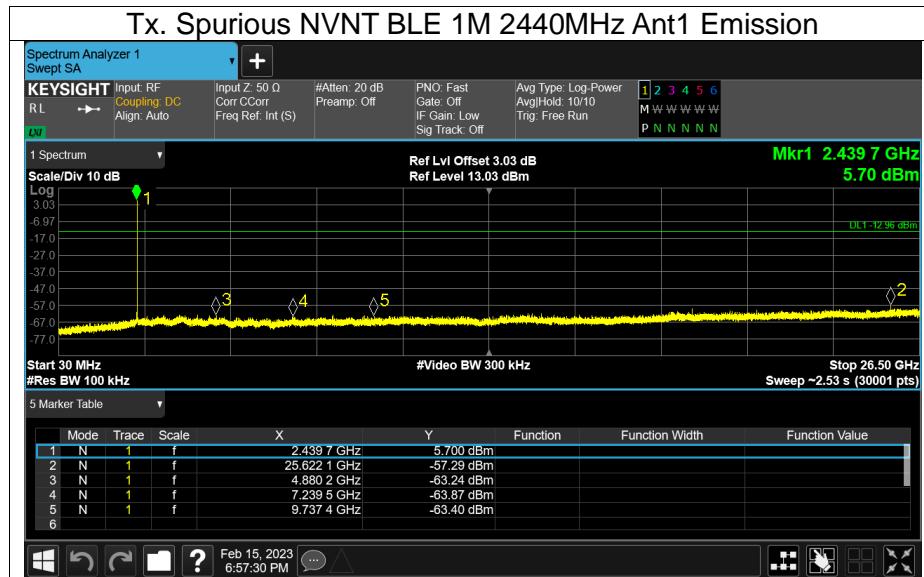 Tx. Spurious NVNT BLE 1M 2440MHz Ant1 Emission
Spectrum Analyzer 1
Swept SA
KEYSIGHT Input: RF Input Z: 50 Ω #Atten: 20 dB PNO: Fast Avg Type: Log-Power 1 2 3 4 5 6
RL Coupling: DC Corr CCorr Preamp: Off Gate: Off Avg|Hold: 10/10 M W W W W W
Align: Auto Freq Ref: Int (S) IF Gain: Low Trig: Free Run
LXI Sig Track: Off P N N N N N
1 Spectrum Ref Lvl Offset 3.03 dB Mkr1 2.439 7 GHz
Scale/Div 10 dB Ref Level 13.03 dBm 5.70 dBm
Log
1
3.03
-6.97
DL1 -12.96 dBm
-17.0
-27.0
-37.0
-47.0
2
3 4 5
-57.0
-67.0
-77.0
Start 30 MHz #Video BW 300 kHz Stop 26.50 GHz
#Res BW 100 kHz Sweep ~2.53 s (30001 pts)
5 Marker Table
Mode Trace Scale X Y Function Function Width Function Value
1 N 1 f 2.439 7 GHz 5.700 dBm
2 N 1 f 25.622 1 GHz -57.29 dBm
3 N 1 f 4.880 2 GHz -63.24 dBm
4 N 1 f 7.239 5 GHz -63.87 dBm
5 N 1 f 9.737 4 GHz -63.40 dBm
6
? Feb 15, 2023
6:57:30 PM